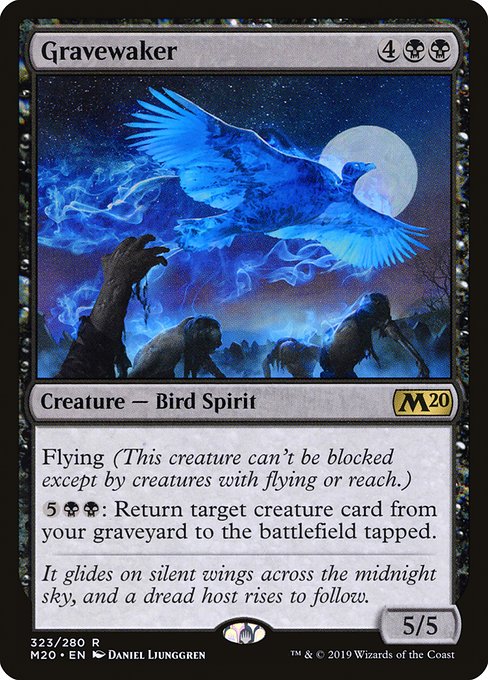 Gravewaker 4
Creature — Bird Spirit M20
Flying (This creature can't be blocked
except by creatures with flying or reach.)
5: Return target creature card from
your graveyard to the battlefield tapped.
It glides on silent wings across the midnight
sky, and a dread host rises to follow.
5/5
323/280 R
M20 • EN Daniel Ljunggren ™ & © 2019 Wizards of the Coast